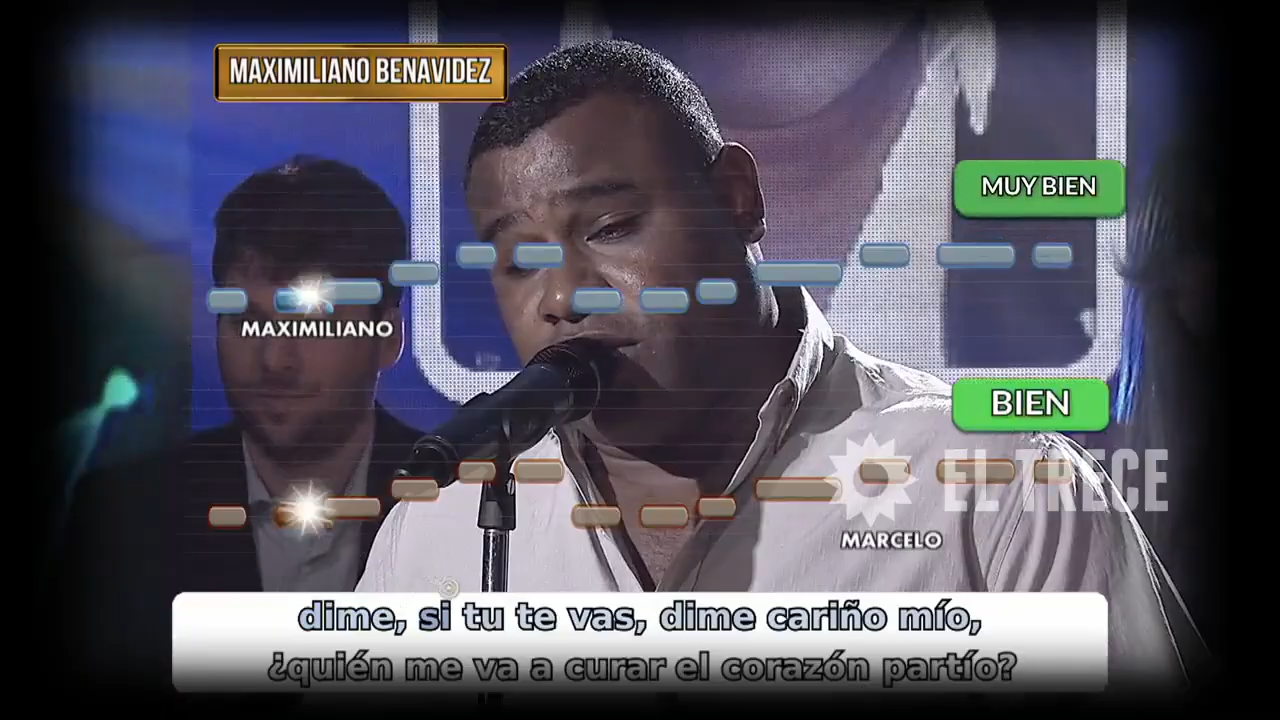 MAXIMILIANO BENAVIDEZ
MUY BIEN
MAXIMILIANO
BIEN
EL TRECE
MARCELO
dime, si tu te vas, dime cariño mío,
¿quién me va a curar el corazón partío?